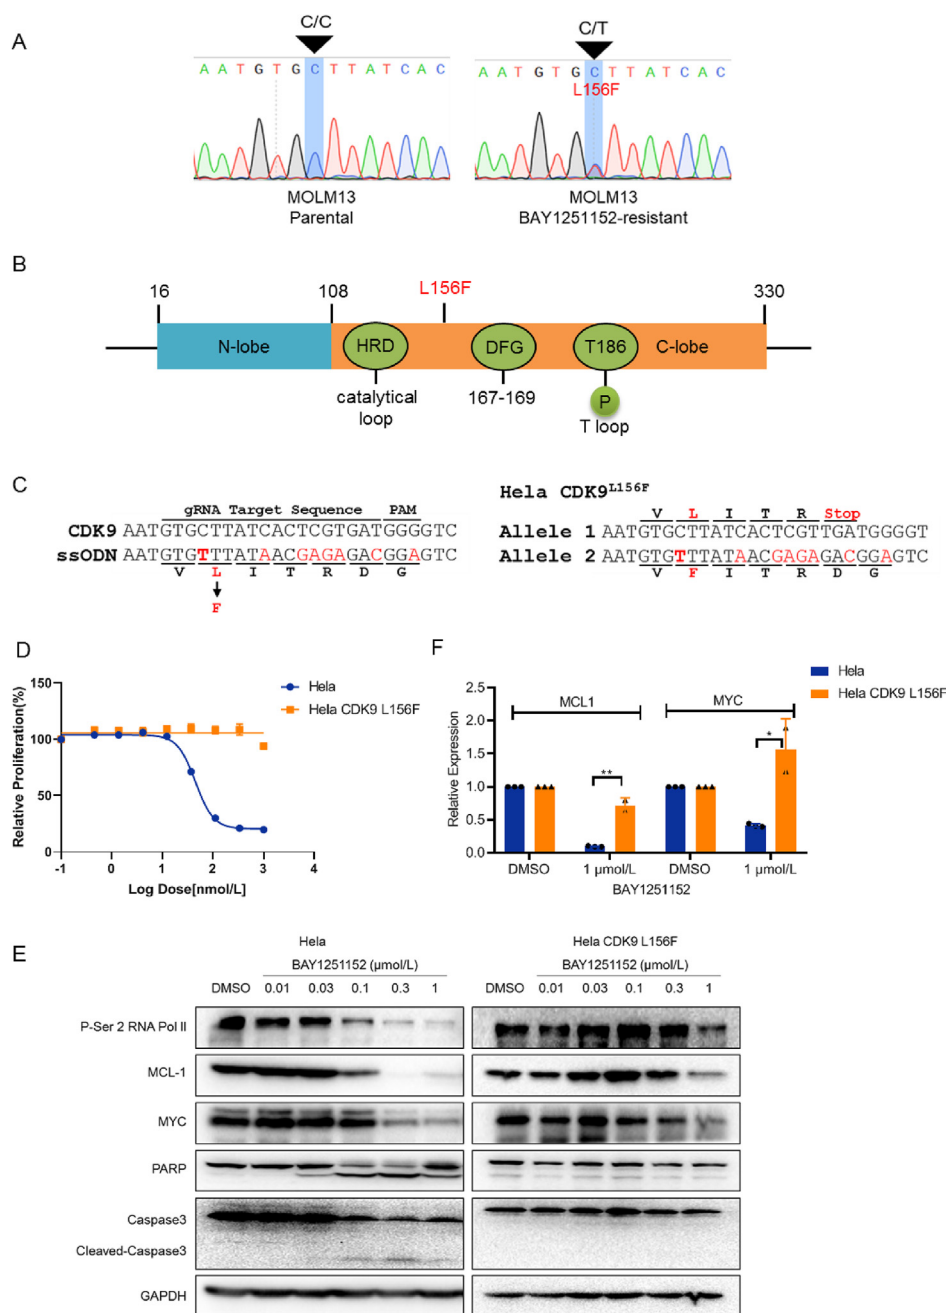 A
C/C
C/T
A A T G T G C T T A T C A C
A A T G T G C T T A T C A C
L156F
MOLM13
Parental
MOLM13
BAY1251152-resistant
B
16
108
L156F
330
N-lobe
HRD
DFG
T186
C-lobe
catalytical
loop
167-169
P
T loop
C
gRNA Target Sequence PAM
CDK9 AATGTGCTTATCACTCGTGATGGGGTC
ssODN AATGTGTTTATAACGAGAGACGGAGTC
V L I T R D G
F
Hela CDK9L156F
V L I T R Stop
Allele 1 AATGTGCTTATCACTCGTTGATGGGGT
Allele 2 AATGTGTTTATAACGAGAGACGGAGTC
V F I T R D G
D
Relative Proliferation(%)
150
100
50
0
-1 0 1 2 3 4
Log Dose[nmol/L]
Hela
Hela CDK9 L156F
F
Relative Expression
2.5
2.0
1.5
1.0
0.5
0.0
MCL1
MYC
**
*
DMSO 1 μmol/L DMSO 1 μmol/L
BAY1251152
Hela
Hela CDK9 L156F
E
Hela
BAY1251152 (μmol/L)
DMSO 0.01 0.03 0.1 0.3 1
Hela CDK9 L156F
BAY1251152 (μmol/L)
DMSO 0.01 0.03 0.1 0.3 1
P-Ser 2 RNA Pol II
MCL-1
MYC
PARP
Caspase3
Cleaved-Caspase3
GAPDH